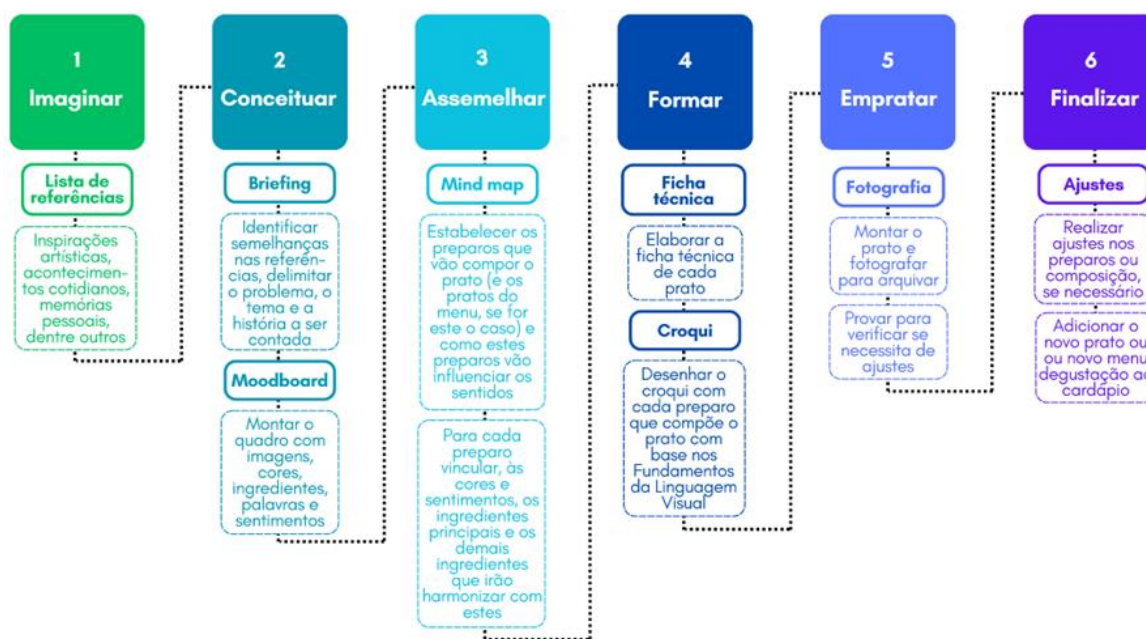 1
Imaginar
Lista de
referências
Inspirações
artísticas,
acontecimen-
tos cotidianos,
memórias
pessoais,
dentre outros
2
Conceituar
Briefing
Identificar
semelhanças
nas referên-
cias, delimitar
o problema, o
tema e a
história a ser
contada
Moodboard
Montar o
quadro com
imagens,
cores,
ingredientes,
palavras e
sentimentos
3
Assemelhar
Mind map
Estabelecer os
preparos que
vão compor o
prato (e os
pratos do
menu, se for
este o caso) e
como estes
preparos vão
influenciar os
sentidos
Para cada
preparo
vincular, às
cores e
sentimentos, os
ingredientes
principais e os
demais
ingredientes
que irão
harmonizar com
estes
4
Formar
Ficha
técnica
Elaborar a
ficha técnica
de cada
prato
Croqui
Desenhar o
croqui com
cada preparo
que compõe o
prato com
base nos
Fundamentos
da Linguagem
Visual
5
Empratar
Fotografia
Montar o
prato e
fotografar
para arquivar
Provar para
verificar se
necessita de
ajustes
6
Finalizar
Ajustes
Realizar
ajustes nos
preparos ou
composição,
se necessário
Adicionar o
novo prato ou
ou novo menu
degustação ao
cardápio